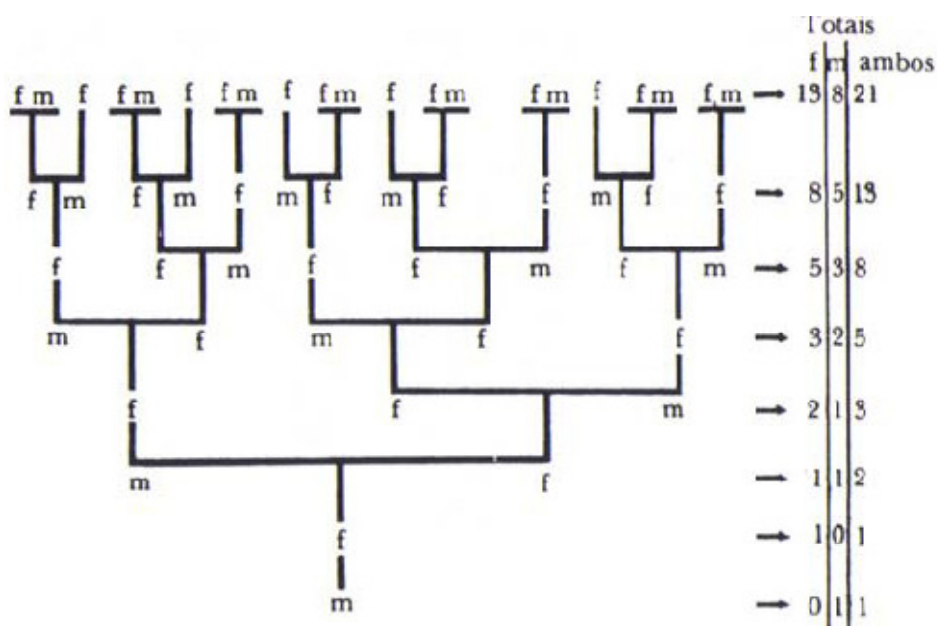 Totais
f m ambos
f m f f m f f m f f m f f m f m f f m f m → 13 8 21
f m f m f m f m f f m f f → 8 5 13
f f m f f m f m → 5 3 8
m f m f f → 3 2 5
f f m → 2 1 3
m f → 1 1 2
f → 1 0 1
m → 0 1 1